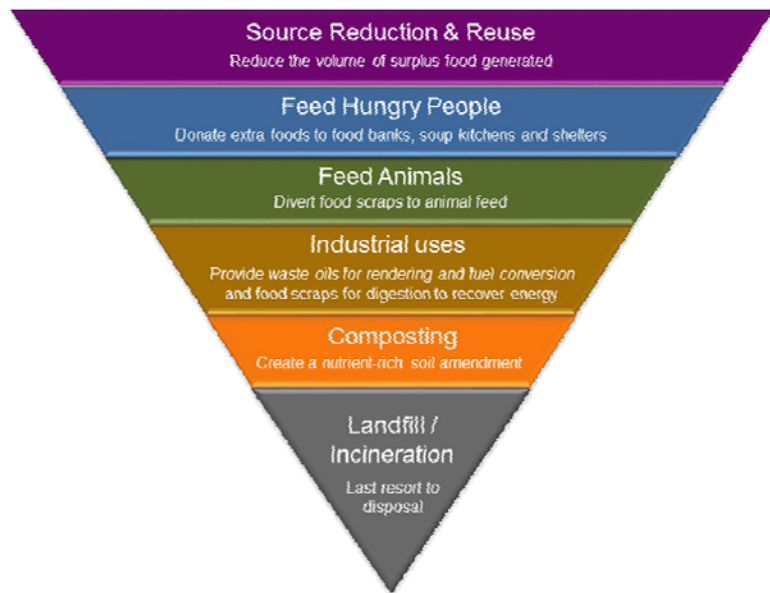 Source Reduction & Reuse
Reduce the volume of surplus food generated
Feed Hungry People
Donate extra foods to food banks, soup kitchens and shelters
Feed Animals
Divert food scraps to animal feed
Industrial uses
Provide waste oils for rendering and fuel conversion
and food scraps for digestion to recover energy
Composting
Create a nutrient-rich soil amendment
Landfill /
Incineration
Last resort to
disposal